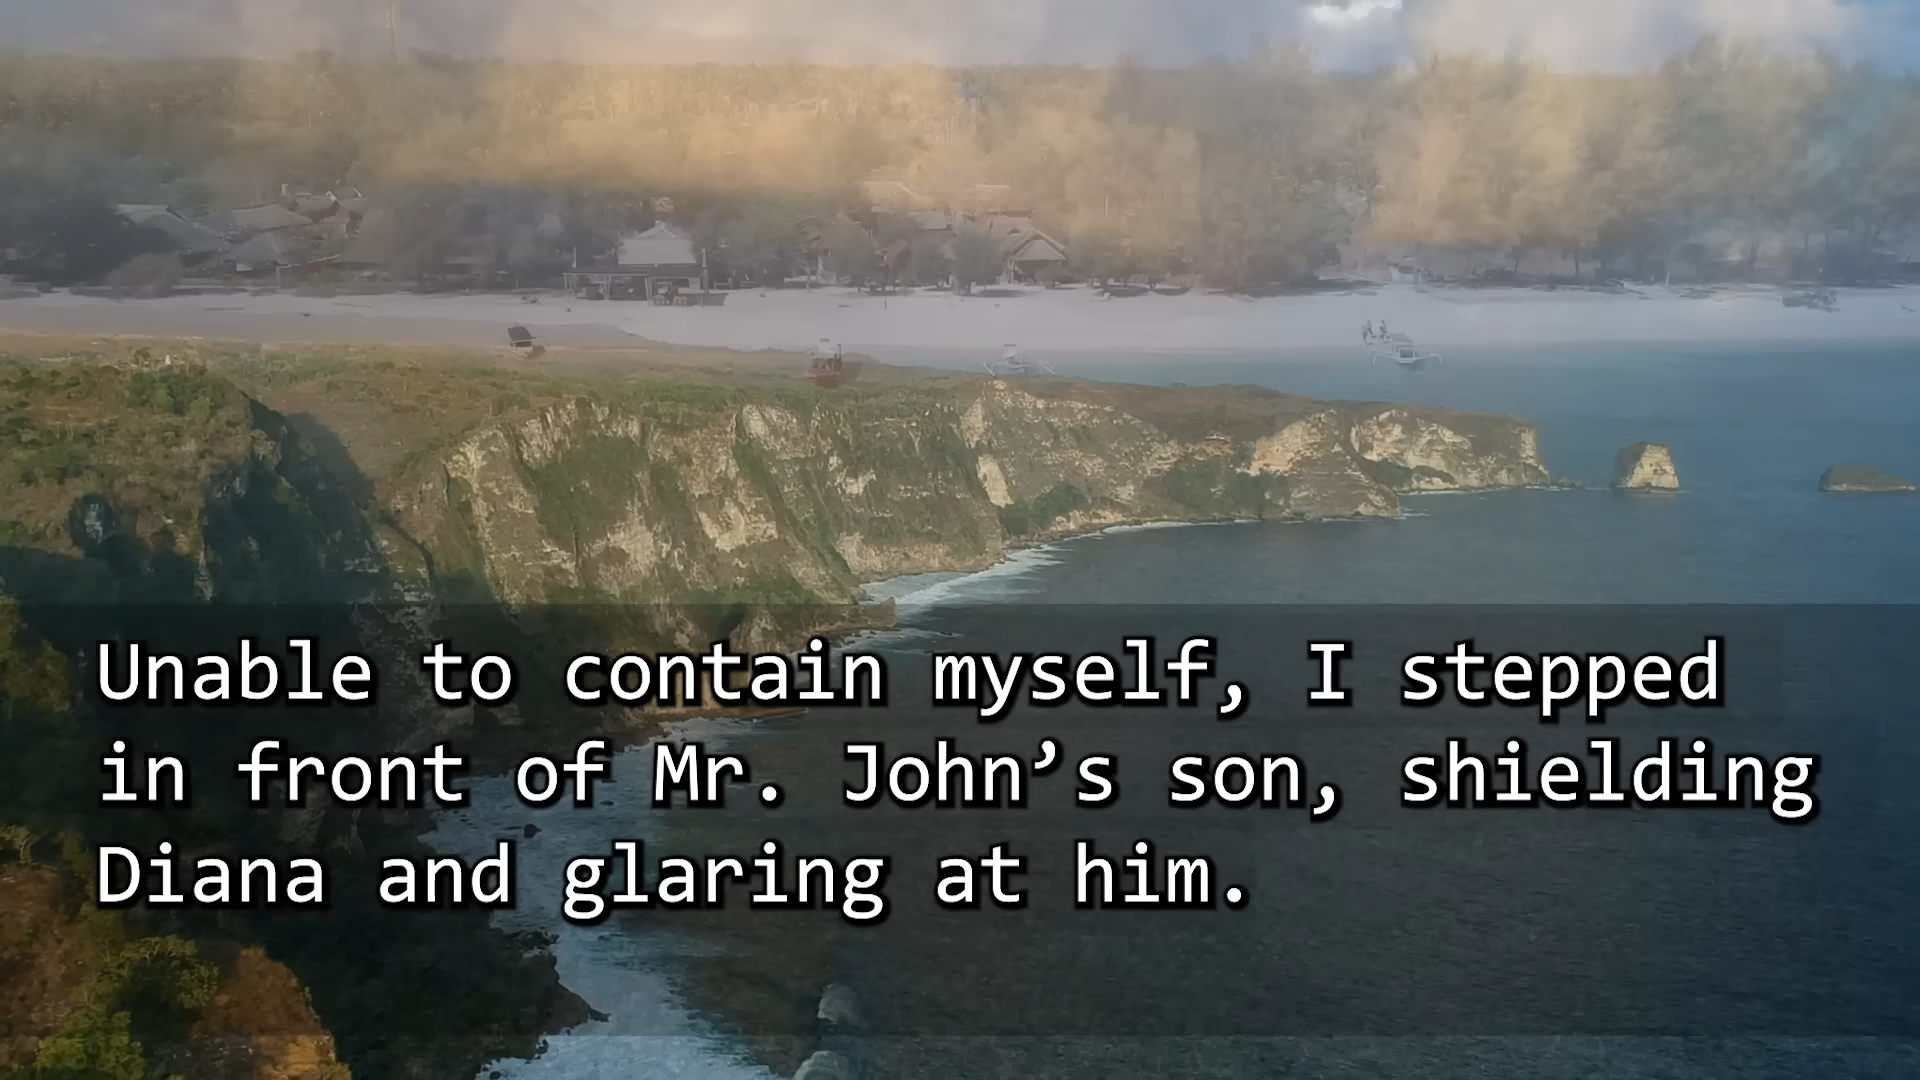 Unable to contain myself, I stepped
in front of Mr. John’s son, shielding
Diana and glaring at him.